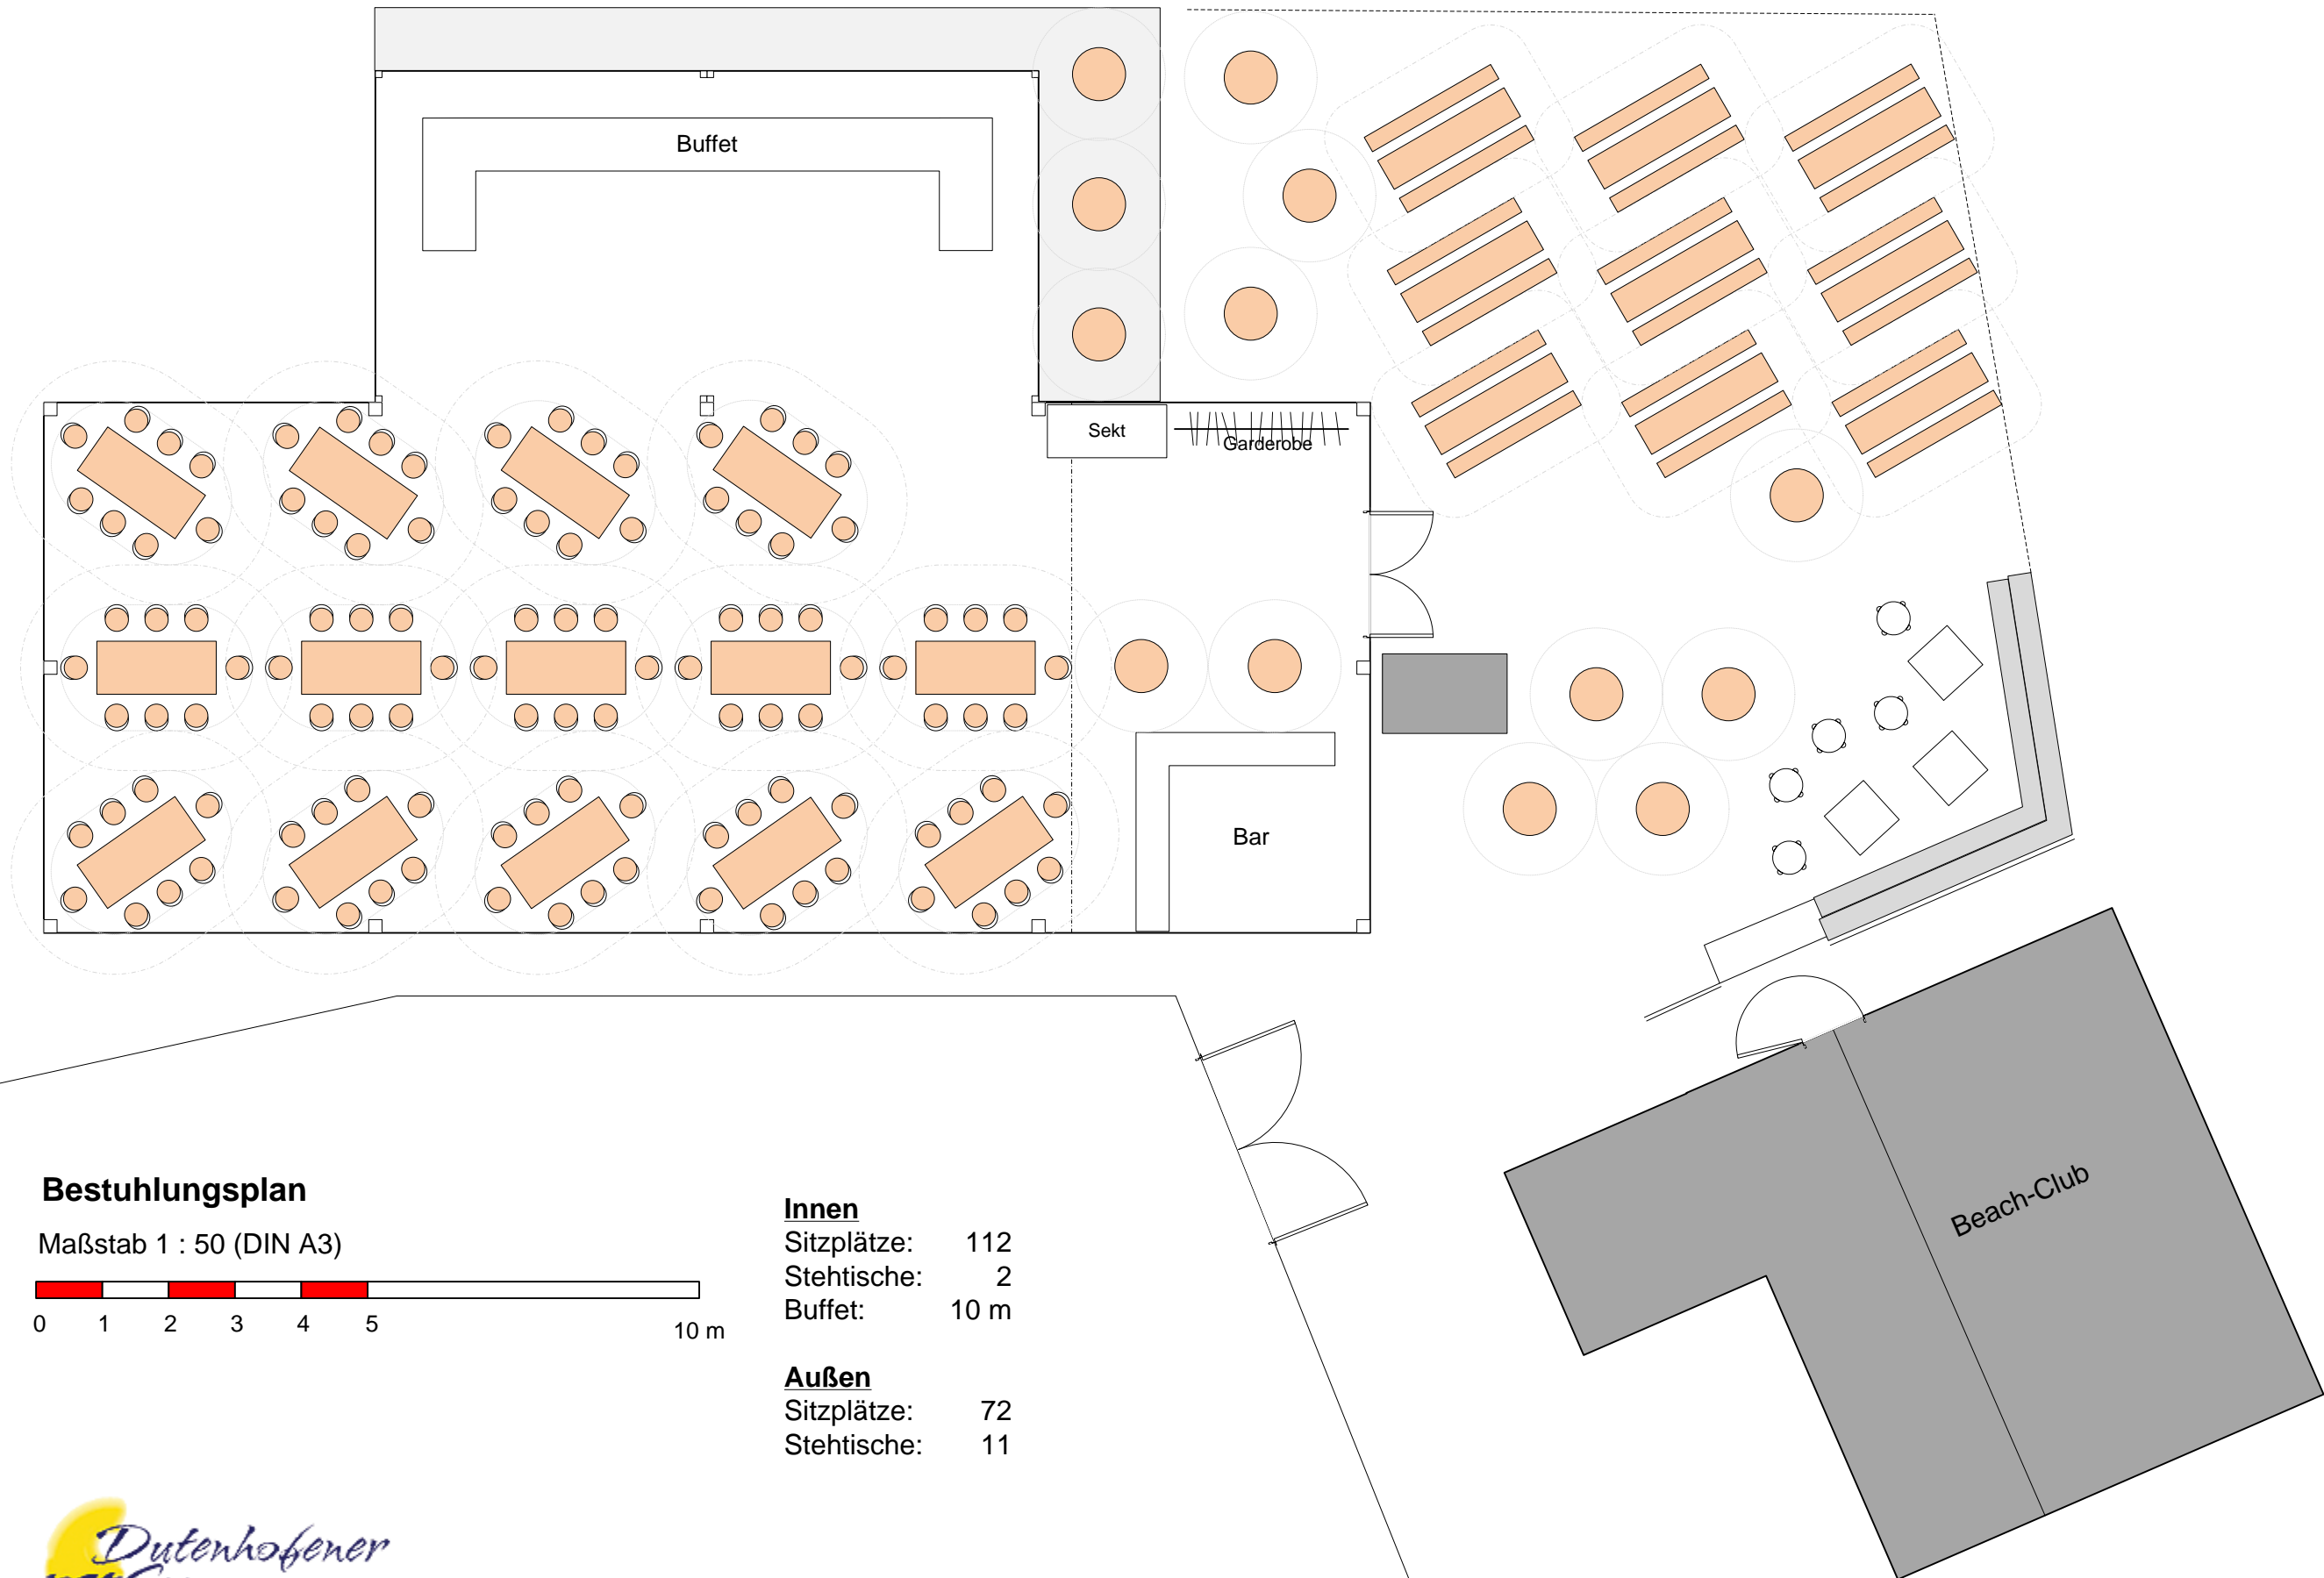 Buffet
Sekt
Garderobe
Bar
Beach-Club
Bestuhlungsplan
Maßstab 1 : 50 (DIN A3)
0 1 2 3 4 5 10 m
Innen
Sitzplätze: 112
Stehtische: 2
Buffet: 10 m
Außen
Sitzplätze: 72
Stehtische: 11
Dutenhofener